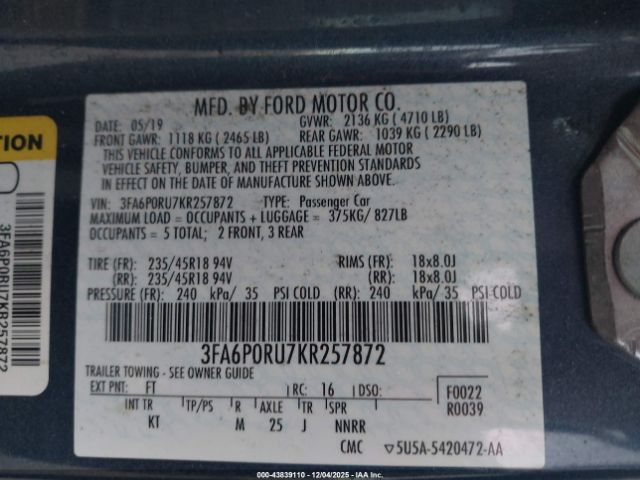 MFD. BY FORD MOTOR CO.
DATE: 05/19 GVWR: 2136 KG ( 4710 LB)
FRONT GAWR: 1118 KG ( 2465 LB) REAR GAWR: 1039 KG ( 2290 LB)
THIS VEHICLE CONFORMS TO ALL APPLICABLE FEDERAL MOTOR
VEHICLE SAFETY, BUMPER, AND THEFT PREVENTION STANDARDS
IN EFFECT ON THE DATE OF MANUFACTURE SHOWN ABOVE.
VIN: 3FA6P0RU7KR257872 TYPE: Passenger Car
MAXIMUM LOAD = OCCUPANTS + LUGGAGE = 375KG/ 827LB
OCCUPANTS = 5 TOTAL; 2 FRONT, 3 REAR
TIRE (FR): 235/45R18 94V RIMS (FR): 18x8.0J
(RR): 235/45R18 94V (RR): 18x8.0J
PRESSURE (FR): 240 kPa/ 35 PSI COLD (RR): 240 kPa/ 35 PSI COLD
3FA6P0RU7KR257872
TRAILER TOWING - SEE OWNER GUIDE
EXT PNT: FT RC: 16 DSO: F0022
R0039
INT TR TP/PS R AXLE TR SPR
KT M 25 J NNRR
CMC ▽5U5A-5420472-AA
TION
3FA6P0RU7KR257872
000-43839110 - 12/04/2025 - IAA Inc.